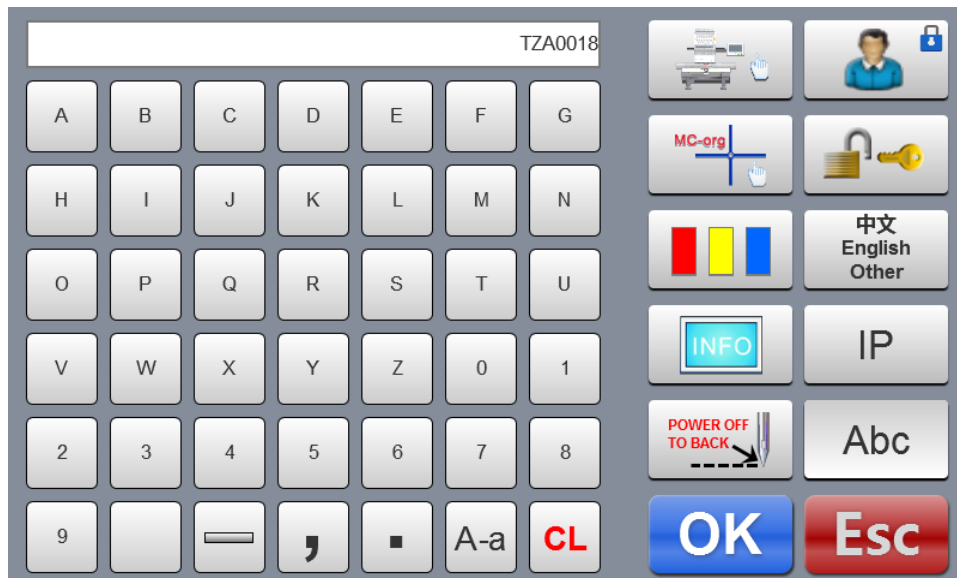 TZA0018
A B C D E F G
H I J K L M N
O P Q R S T U
V W X Y Z 0 1
2 3 4 5 6 7 8
9 , . A-a CL
MC-org
中文
English
Other
INFO
IP
POWER OFF
TO BACK
Abc
OK
Esc